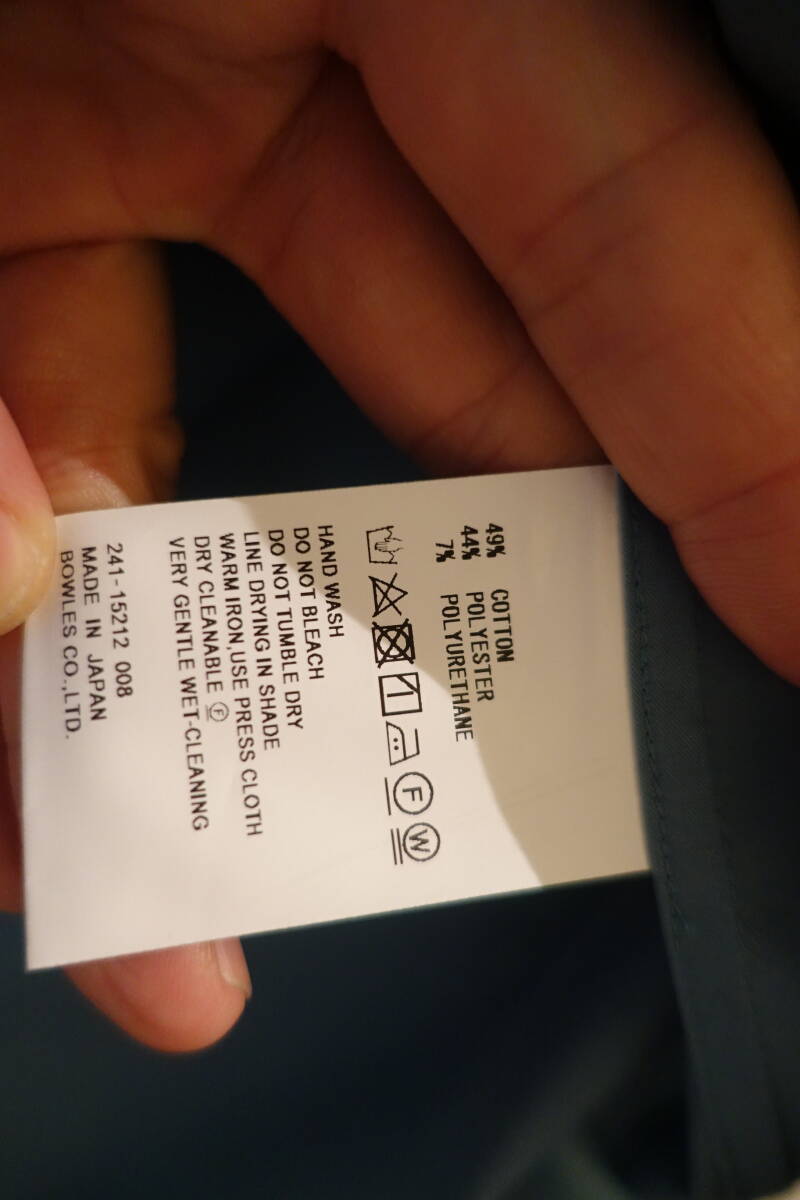 49% COTTON
44% POLYESTER
7% POLYURETHANE
F W
HAND WASH
DO NOT BLEACH
DO NOT TUMBLE DRY
LINE DRYING IN SHADE
WARM IRON,USE PRESS CLOTH
DRY CLEANABLE Ⓕ
VERY GENTLE WET-CLEANING
241-15212 008
MADE IN JAPAN
BOWLES CO.,LTD.